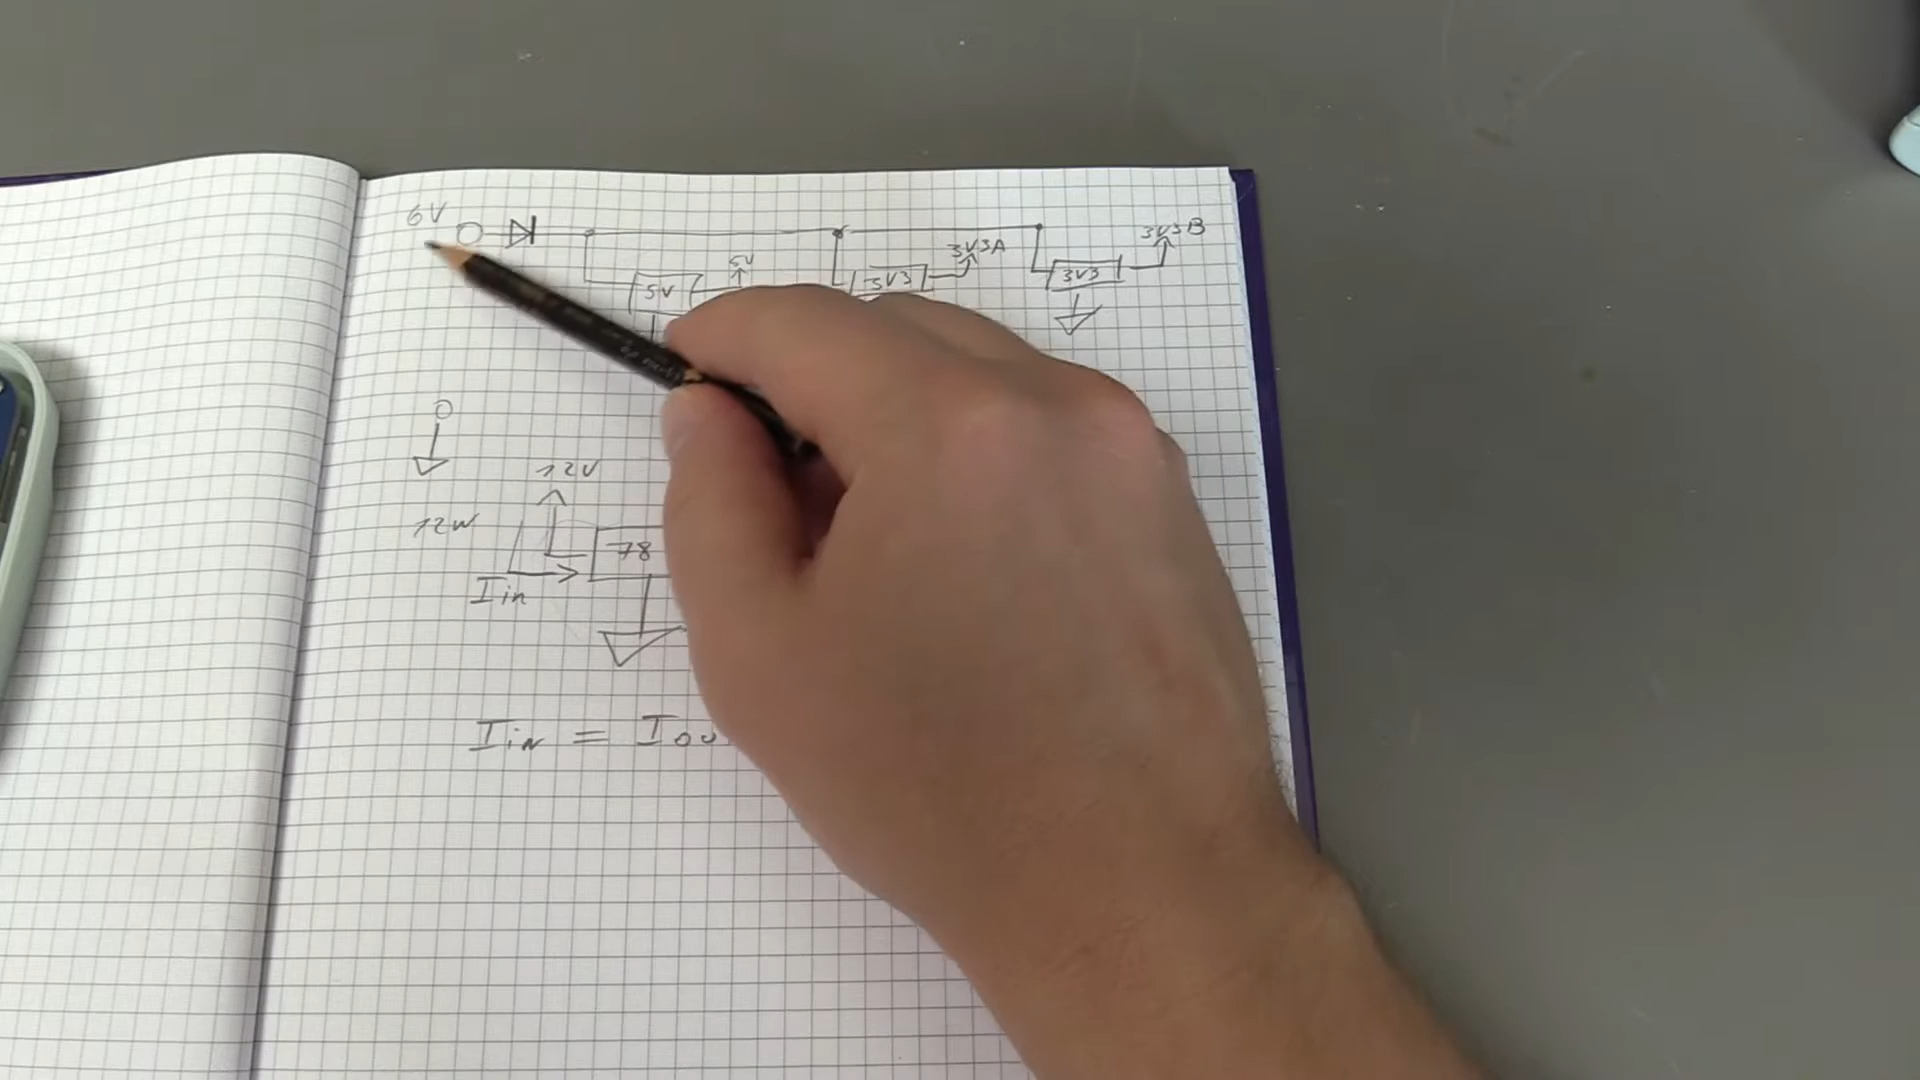 6V
5V 3V3A 3V3B
5V 3V3 3V3
12V
12W
78
Iin
Iin = Iou